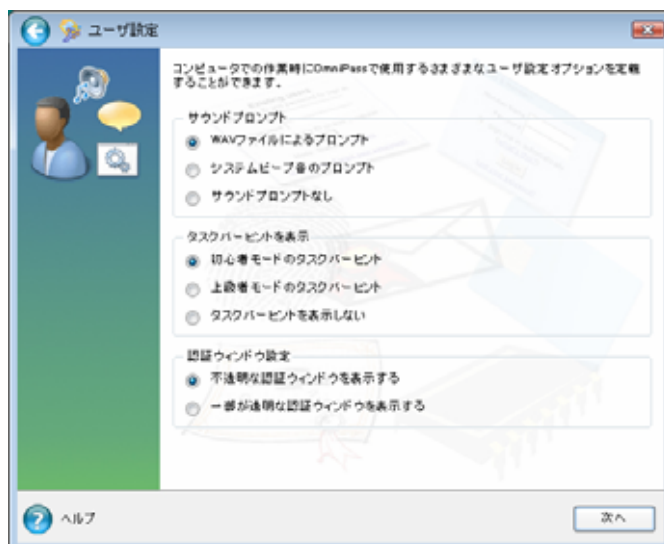 ユーザ設定
コンピュータでの作業時にOmniPassで使用するさまざまなユーザ設定オプションを定義
することができます.
サウンドプロンプト
WAVファイルによるプロンプト
システムビープ音のプロンプト
サウンドプロンプトなし
タスクバーヒントを表示
初心者モードのタスクバーヒント
上級者モードのタスクバーヒント
タスクバーヒントを表示しない
認証ウィンドウ設定
不透明な認証ウィンドウを表示する
一部が透明な認証ウィンドウを表示する
ヘルプ
次へ